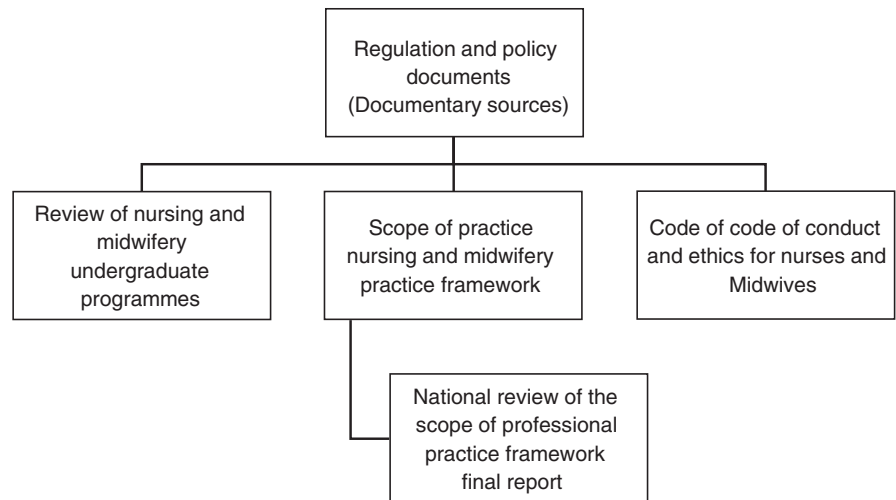 Regulation and policy
documents
(Documentary sources)
Review of nursing and
midwifery
undergraduate
programmes
Scope of practice
nursing and midwifery
practice framework
Code of code of conduct
and ethics for nurses and
Midwives
National review of the
scope of professional
practice framework
final report